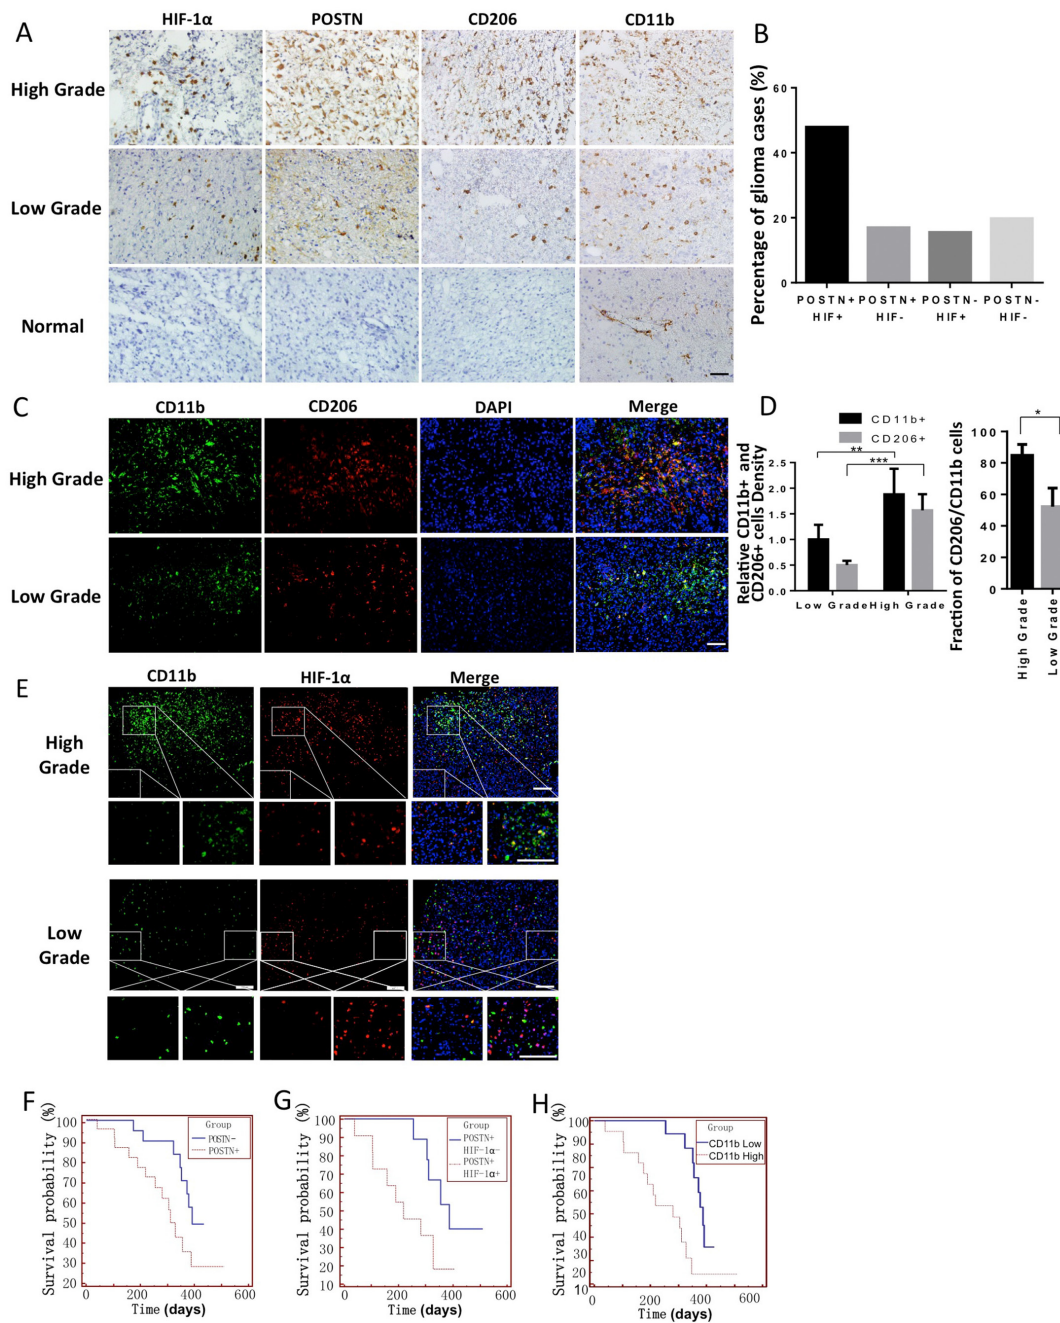 A
HIF-1α POSTN CD206 CD11b
High Grade
Low Grade
Normal
B
Percentage of glioma cases (%)
60
40
20
0
POSTN+ POSTN+ POSTN- POSTN-
HIF+ HIF- HIF+ HIF-
C
CD11b CD206 DAPI Merge
High Grade
Low Grade
D
CD11b+
CD206+
Relative CD11b+ and
CD206+ cells Density
2.5
2.0
1.5
1.0
0.5
0.0
**
***
Low Grade High Grade
Fraction of CD206/CD11b cells
100
80
60
40
20
0
*
High Grade
Low Grade
E
CD11b HIF-1α Merge
High
Grade
Low
Grade
F
Survival probability (%)
100
90
80
70
60
50
40
30
20
Group
POSTN-
POSTN+
0 200 400 600
Time (days)
G
Survival probability (%)
100
90
80
70
60
50
40
30
20
10
Group
POSTN+
HIF-1α-
POSTN+
HIF-1α+
0 200 400 600
Time (days)
H
Survival probability (%)
100
90
80
70
60
50
40
30
20
10
Group
CD11b Low
CD11b High
0 200 400 600
Time (days)